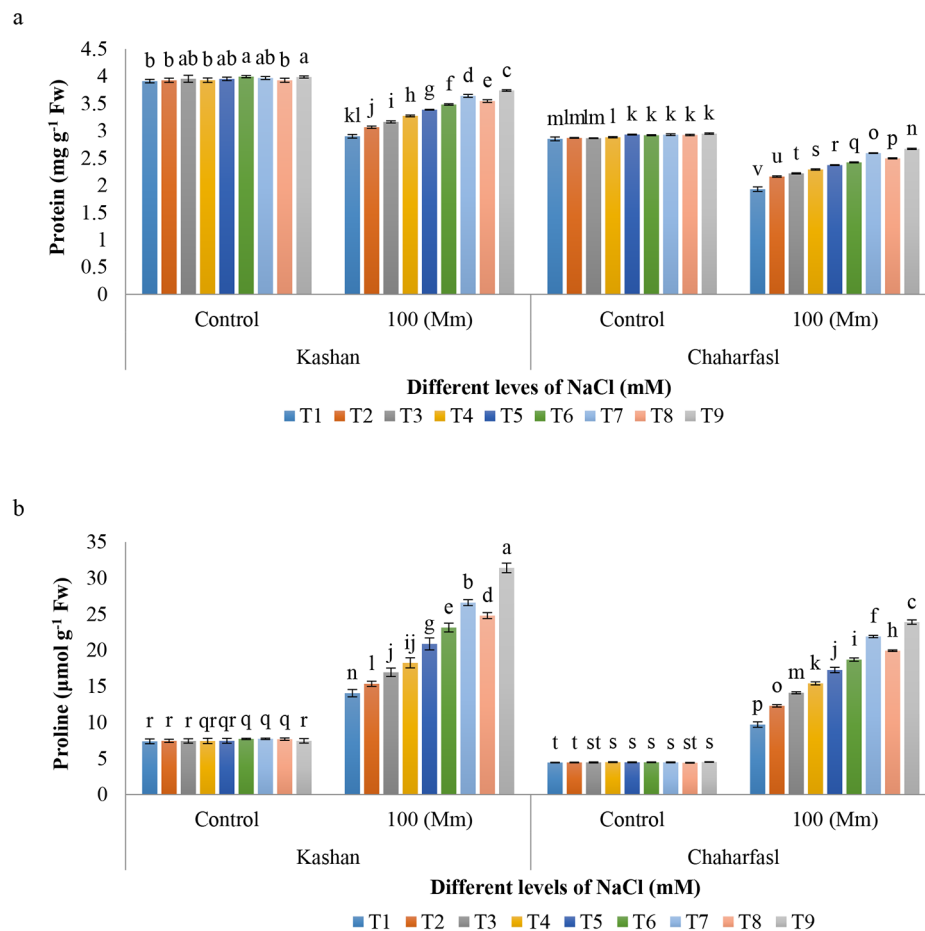 a
4.5
4
3.5
3
2.5
2
1.5
1
0.5
0
Protein (mg g-1 Fw)
b b ab b ab a ab b a
kl j i h g f d e c
mlmlm l k k k k k
v u t s r q o p n
Control 100 (Mm) Control 100 (Mm)
Kashan Chaharfasl
Different leves of NaCl (mM)
T1 T2 T3 T4 T5 T6 T7 T8 T9
b
35
30
25
20
15
10
5
0
Proline (µmol g-1 Fw)
r r r qr qr q q q r
n l j ij g e b d a
t t st s s s s st s
p o m k j i f h c
Control 100 (Mm) Control 100 (Mm)
Kashan Chaharfasl
Different levels of NaCl (mM)
T1 T2 T3 T4 T5 T6 T7 T8 T9